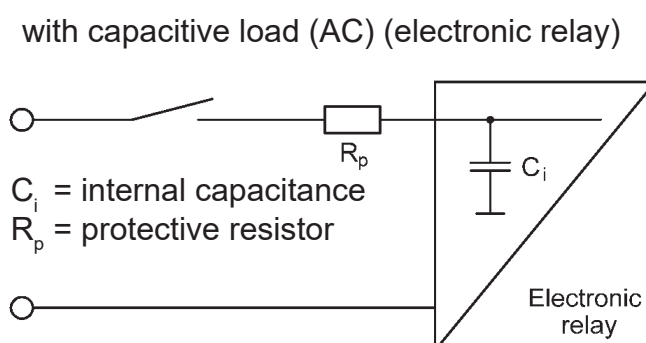 with capacitive load (AC) (electronic relay)
Rp
Ci
Ci = internal capacitance
Rp = protective resistor
Electronic
relay